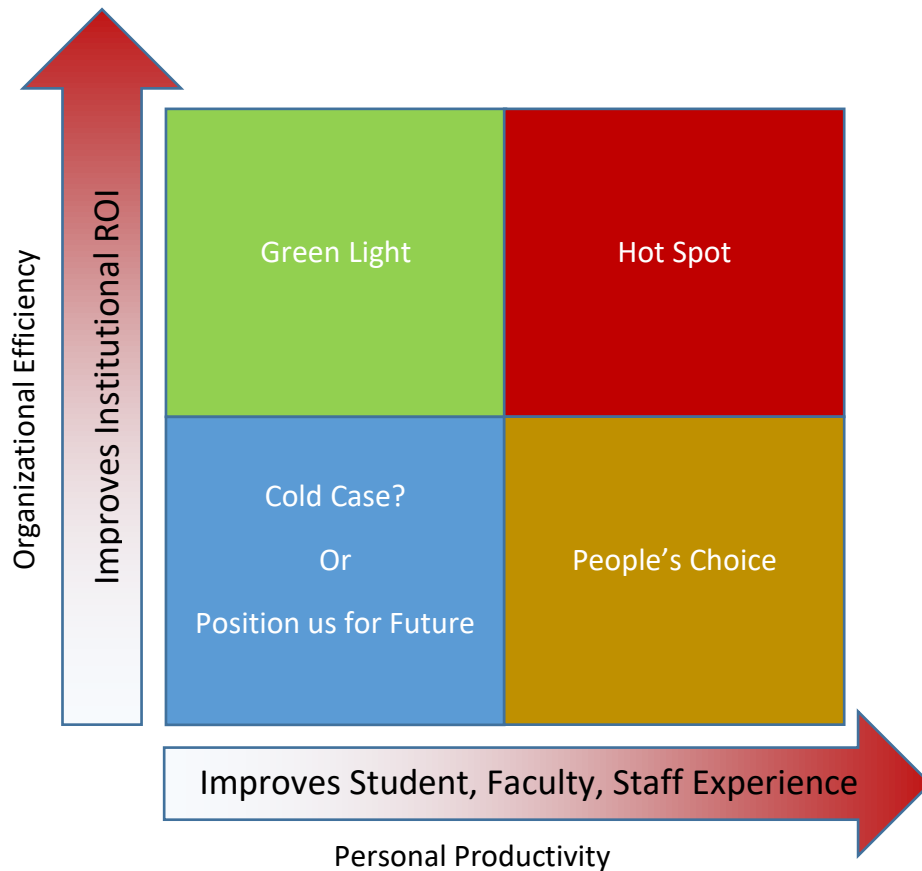 Organizational Efficiency
Improves Institutional ROI
Green Light
Hot Spot
Cold Case?
Or
Position us for Future
People’s Choice
Improves Student, Faculty, Staff Experience
Personal Productivity